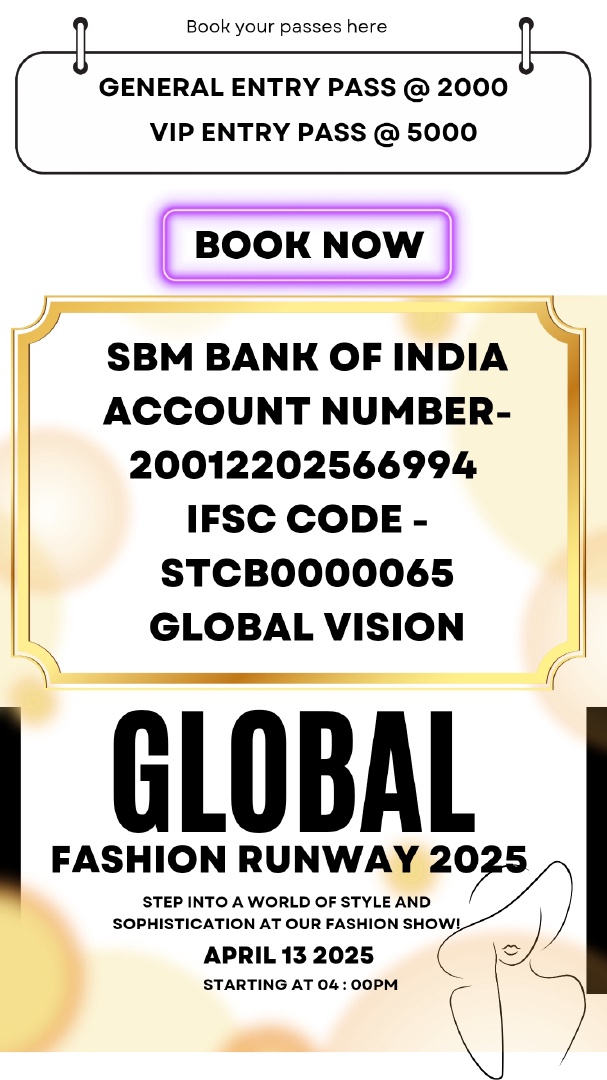 Book your passes here
GENERAL ENTRY PASS @ 2000
VIP ENTRY PASS @ 5000
BOOK NOW
SBM BANK OF INDIA
ACCOUNT NUMBER-
20012202566994
IFSC CODE -
STCB0000065
GLOBAL VISION
GLOBAL
FASHION RUNWAY 2025
STEP INTO A WORLD OF STYLE AND
SOPHISTICATION AT OUR FASHION SHOW!
APRIL 13 2025
STARTING AT 04 : 00PM